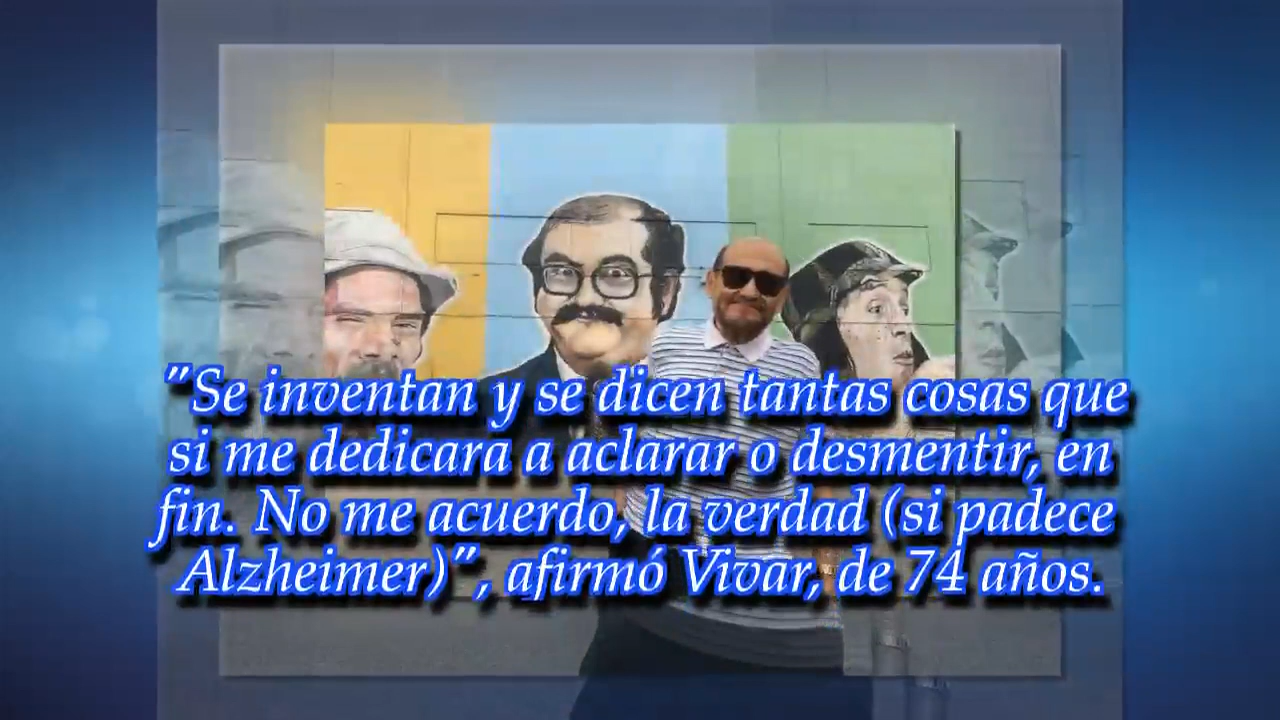 "Se inventan y se dicen tantas cosas que
si me dedicara a aclarar o desmentir, en
fin. No me acuerdo, la verdad (si padece
Alzheimer)", afirmó Vivar, de 74 años.